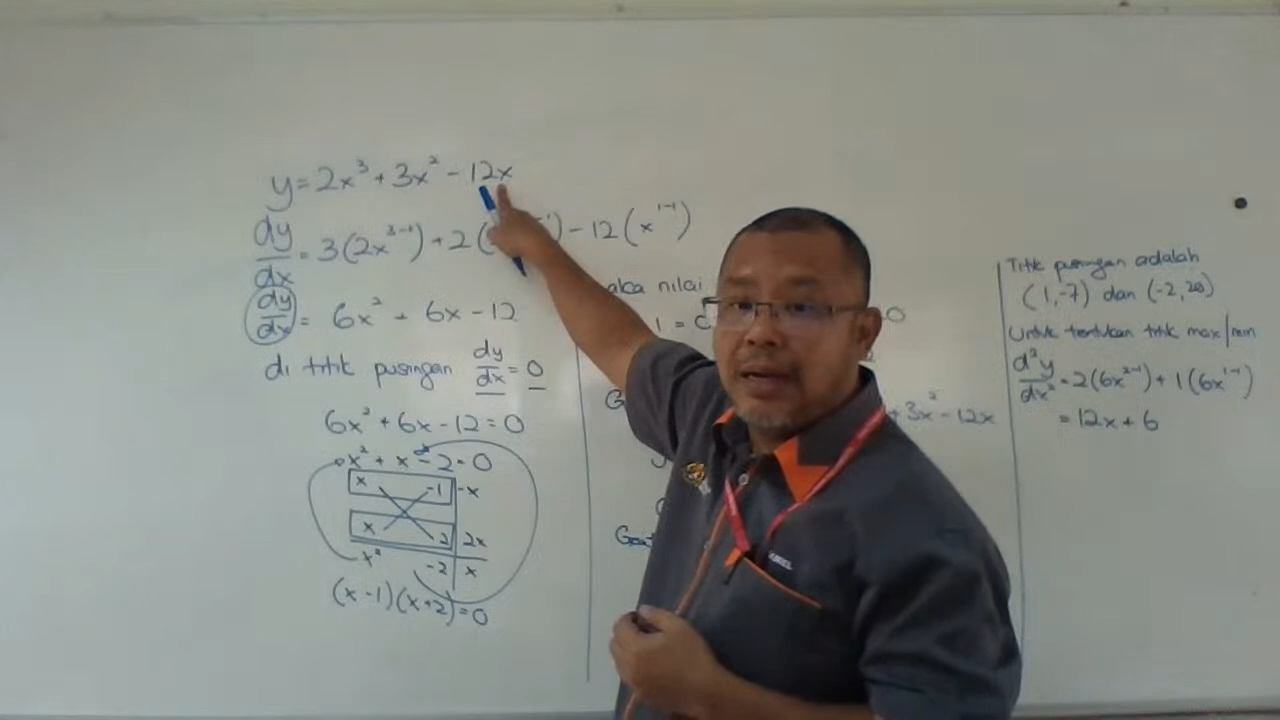 y = 2x³ + 3x² - 12x
dy/dx = 3(2x³⁻¹) + 2( ⁻¹) - 12(x¹⁻¹)
dy/dx = 6x² + 6x - 12
di titik pusingan dy/dx = 0
6x² + 6x - 12 = 0
x² + x - 2 = 0
x -1 -x
x 2 2x
x² -2 x
(x - 1)(x + 2) = 0
nilai
1 =
+ 3x² - 12x
Titik pusingan adalah
(1, -7) dan (-2, 20)
Untuk tentukan titik max/min
d²y/dx² = 2(6x²⁻¹) + 1(6x¹⁻¹)
= 12x + 6